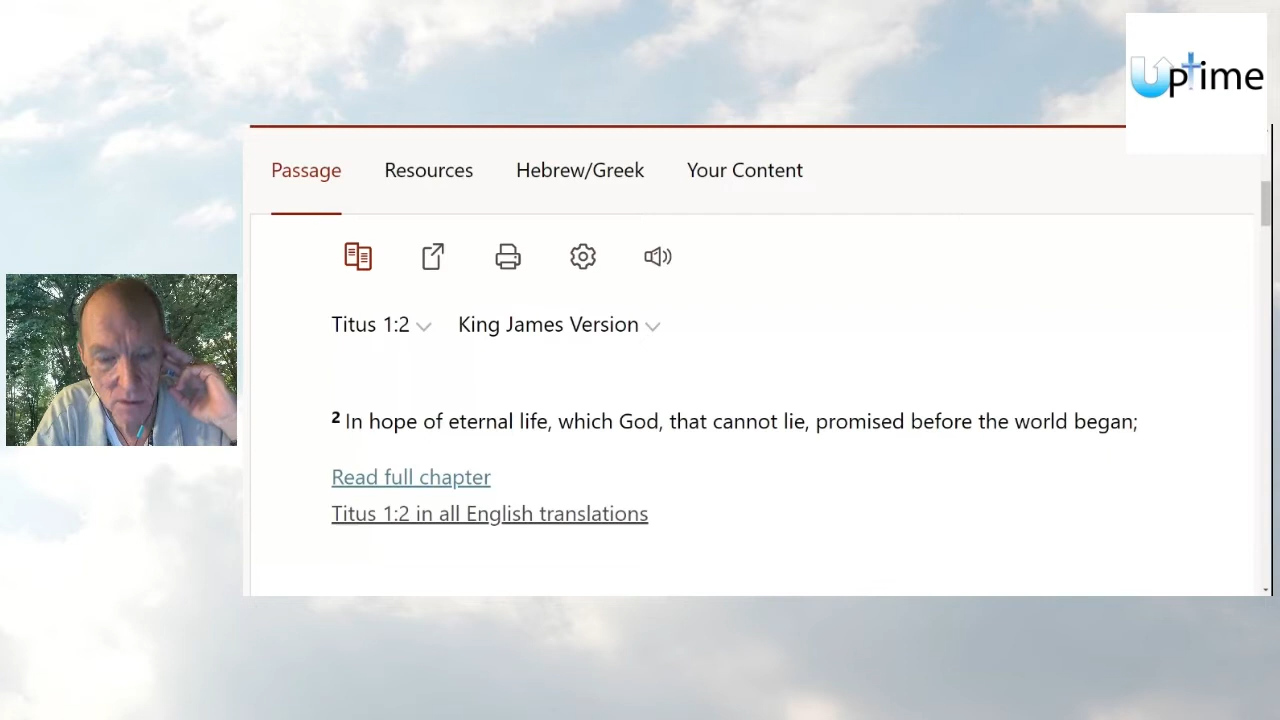 Uptime
Passage Resources Hebrew/Greek Your Content
Titus 1:2 King James Version
2 In hope of eternal life, which God, that cannot lie, promised before the world began;
Read full chapter
Titus 1:2 in all English translations